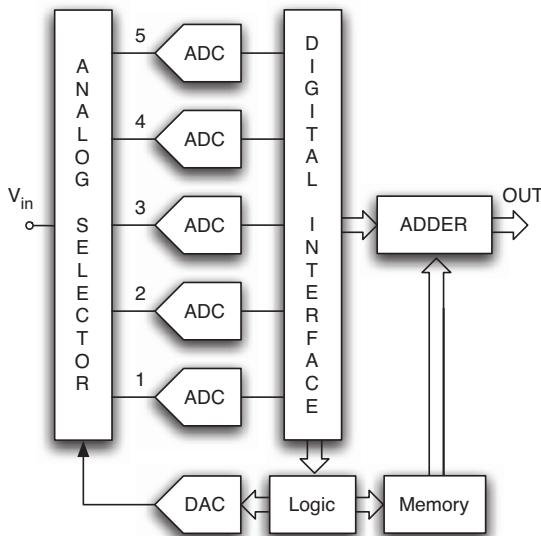 V_in
ANALOG SELECTOR
5
ADC
4
ADC
3
ADC
2
ADC
1
ADC
DIGITAL INTERFACE
ADDER
OUT
DAC
Logic
Memory